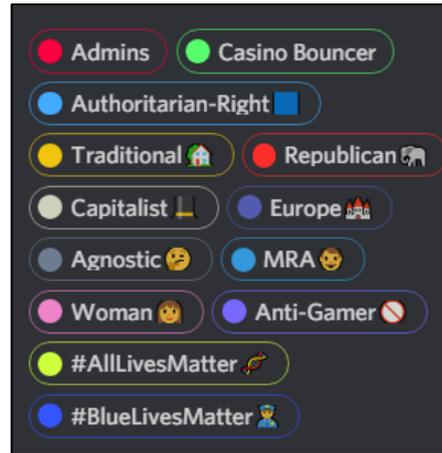 Admins Casino Bouncer
Authoritarian-Right
Traditional Republican
Capitalist Europe
Agnostic MRA
Woman Anti-Gamer
#AllLivesMatter
#BlueLivesMatter